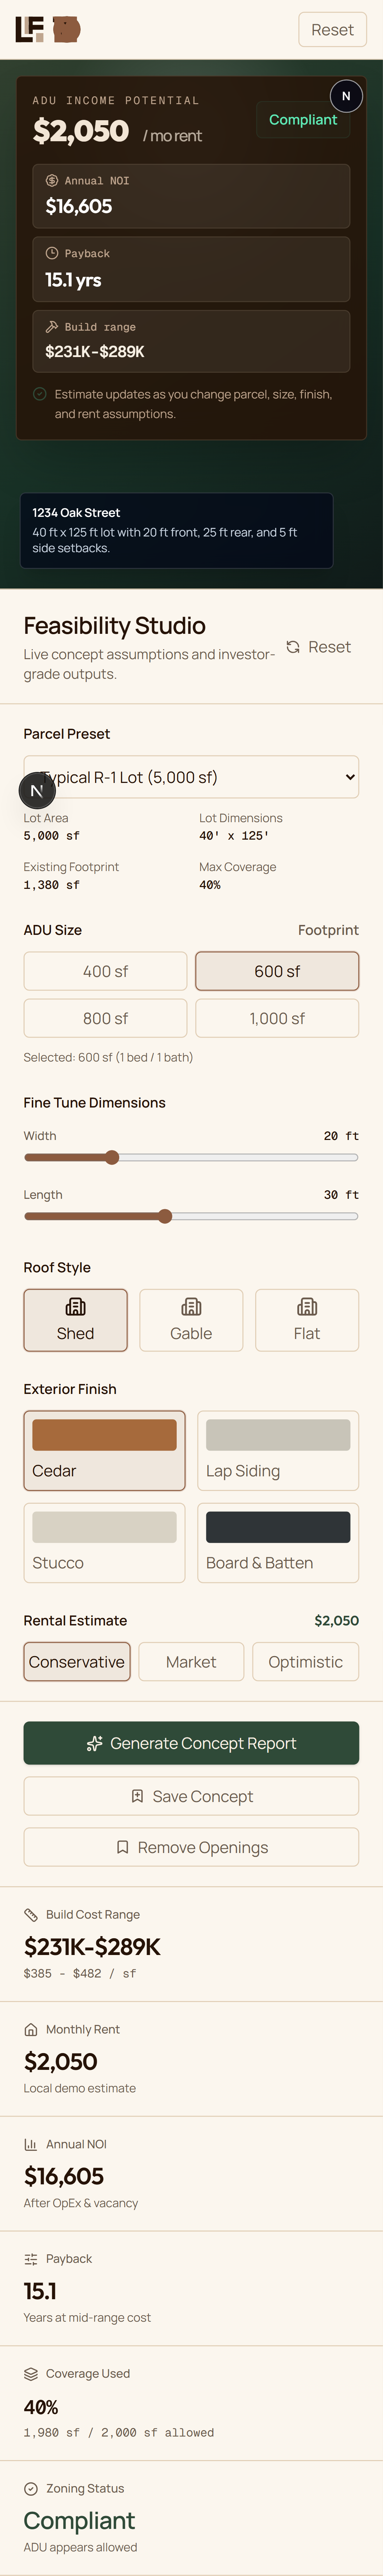 LF
Reset
N
ADU INCOME POTENTIAL
$2,050 / mo rent
Compliant
Annual NOI
$16,605
Payback
15.1 yrs
Build range
$231K-$289K
Estimate updates as you change parcel, size, finish,
and rent assumptions.
1234 Oak Street
40 ft x 125 ft lot with 20 ft front, 25 ft rear, and 5 ft
side setbacks.
Feasibility Studio
Live concept assumptions and investor-
grade outputs.
Reset
Parcel Preset
Typical R-1 Lot (5,000 sf)
N
Lot Area
5,000 sf
Lot Dimensions
40' x 125'
Existing Footprint
1,380 sf
Max Coverage
40%
ADU Size
Footprint
400 sf
600 sf
800 sf
1,000 sf
Selected: 600 sf (1 bed / 1 bath)
Fine Tune Dimensions
Width
20 ft
Length
30 ft
Roof Style
Shed
Gable
Flat
Exterior Finish
Cedar
Lap Siding
Stucco
Board & Batten
Rental Estimate
$2,050
Conservative
Market
Optimistic
Generate Concept Report
Save Concept
Remove Openings
Build Cost Range
$231K-$289K
$385 - $482 / sf
Monthly Rent
$2,050
Local demo estimate
Annual NOI
$16,605
After OpEx & vacancy
Payback
15.1
Years at mid-range cost
Coverage Used
40%
1,980 sf / 2,000 sf allowed
Zoning Status
Compliant
ADU appears allowed